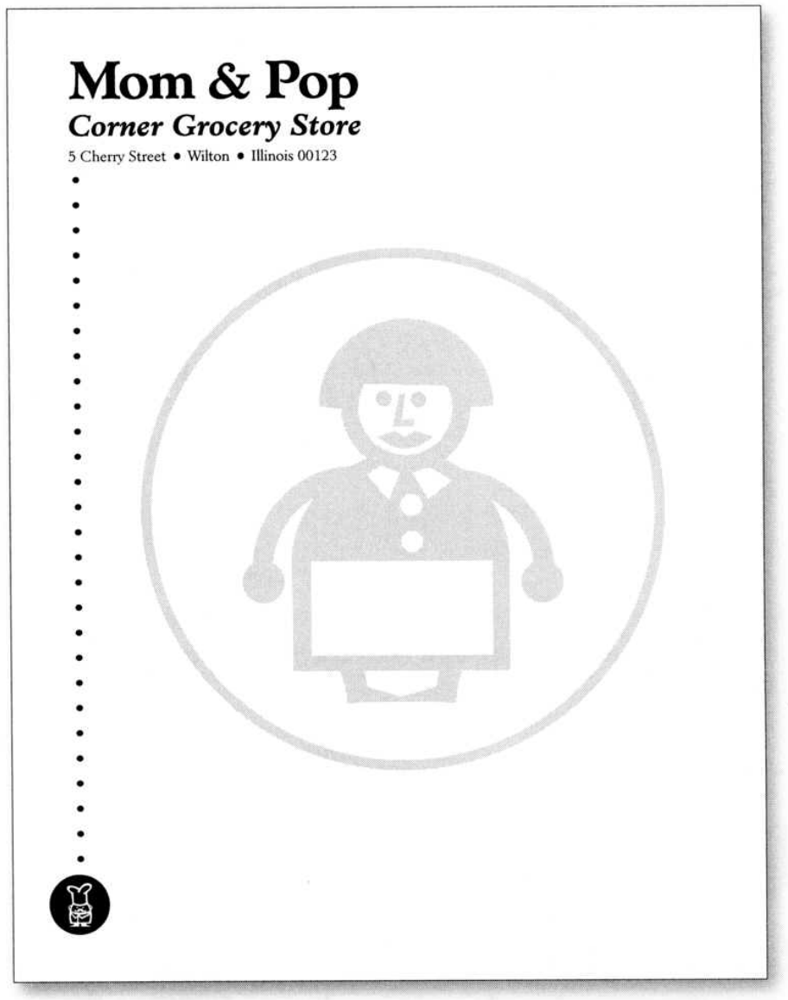 Mom & Pop
Corner Grocery Store
5 Cherry Street • Wilton • Illinois 00123